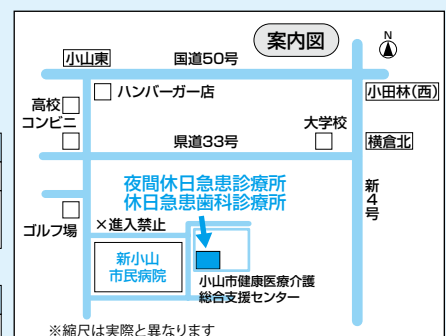 案内図
N
小山東
国道50号
ハンバーガー店
小田林(西)
高校
コンビニ
大学校
県道33号
横倉北
夜間休日急患診療所
休日急患歯科診療所
新4号
ゴルフ場
×進入禁止
新小山
市民病院
小山市健康医療介護
総合支援センター
※縮尺は実際と異なります